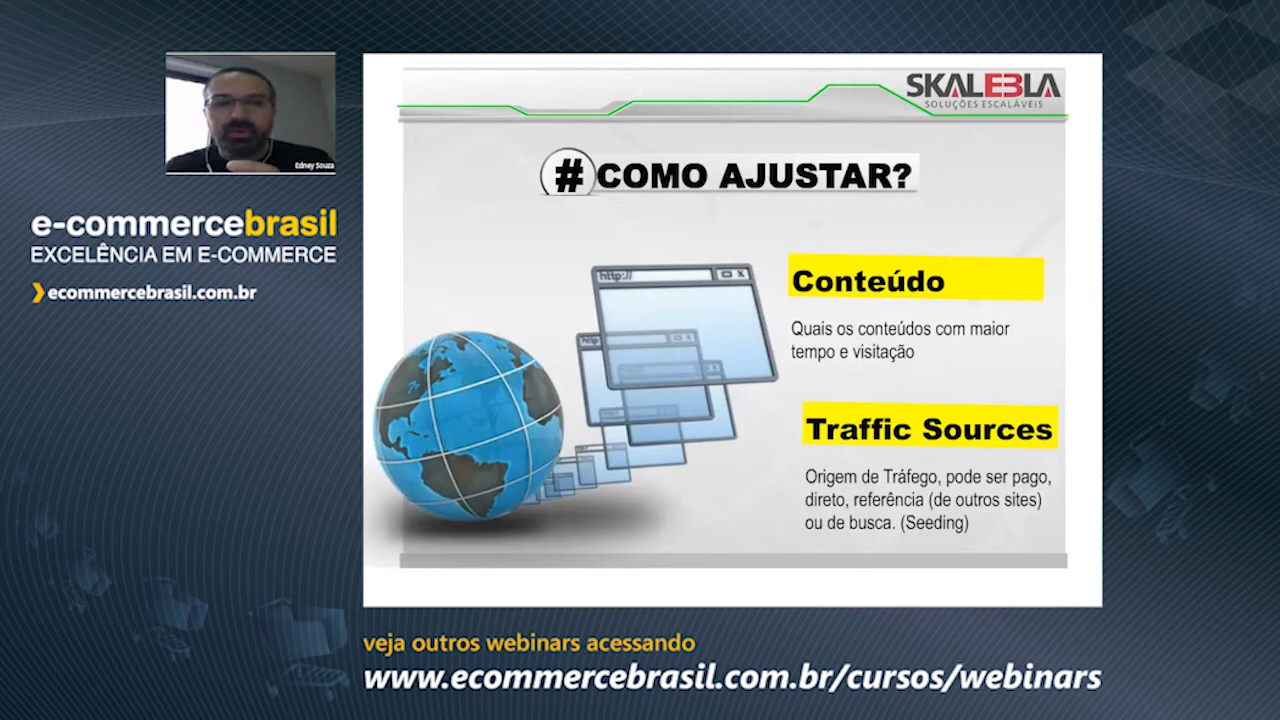 Edney Souza
e-commercebrasil
EXCELÊNCIA EM E-COMMERCE
ecommercebrasil.com.br
SKALEBLA
SOLUÇÕES ESCALÁVEIS
#COMO AJUSTAR?
http://
X
http:
Conteúdo
Quais os conteúdos com maior
tempo e visitação
Traffic Sources
Origem de Tráfego, pode ser pago,
direto, referência (de outros sites)
ou de busca. (Seeding)
veja outros webinars acessando
www.ecommercebrasil.com.br/cursos/webinars